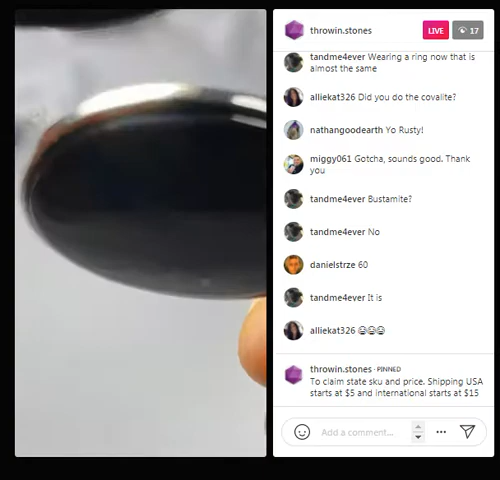 throwin.stones
LIVE
17
tandme4ever Wearing a ring now that is
almost the same
alliekat326 Did you do the covalite?
nathangoodearth Yo Rusty!
miggy061 Gotcha, sounds good. Thank
you
tandme4ever Bustamite?
tandme4ever No
danielstrze 60
tandme4ever It is
alliekat326 😂😂😂
throwin.stones · PINNED
To claim state sku and price. Shipping USA
starts at $5 and international starts at $15
Add a comment...